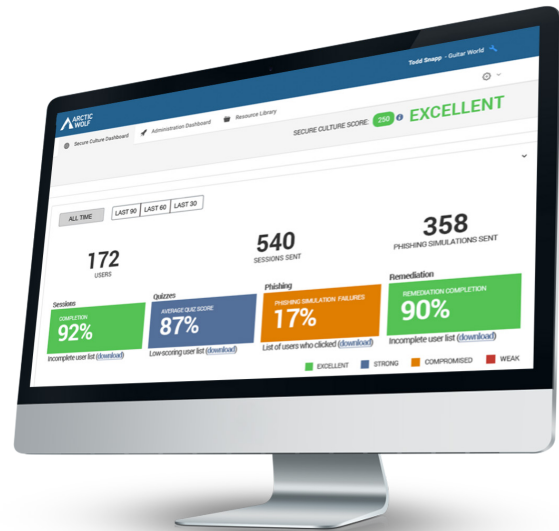 Todd Snapp - Guitar World
ARCTIC
WOLF
Secure Culture Dashboard
Administration Dashboard
Resource Library
SECURE CULTURE SCORE: 250 EXCELLENT
ALL TIME
LAST 90
LAST 60
LAST 30
172
USERS
540
SESSIONS SENT
358
PHISHING SIMULATIONS SENT
Sessions
COMPLETION
92%
Incomplete user list (download)
Quizzes
AVERAGE QUIZ SCORE
87%
Low-scoring user list (download)
Phishing
PHISHING SIMULATION FAILURES
17%
List of users who clicked (download)
Remediation
REMEDIATION COMPLETION
90%
Incomplete user list (download)
EXCELLENT
STRONG
COMPROMISED
WEAK